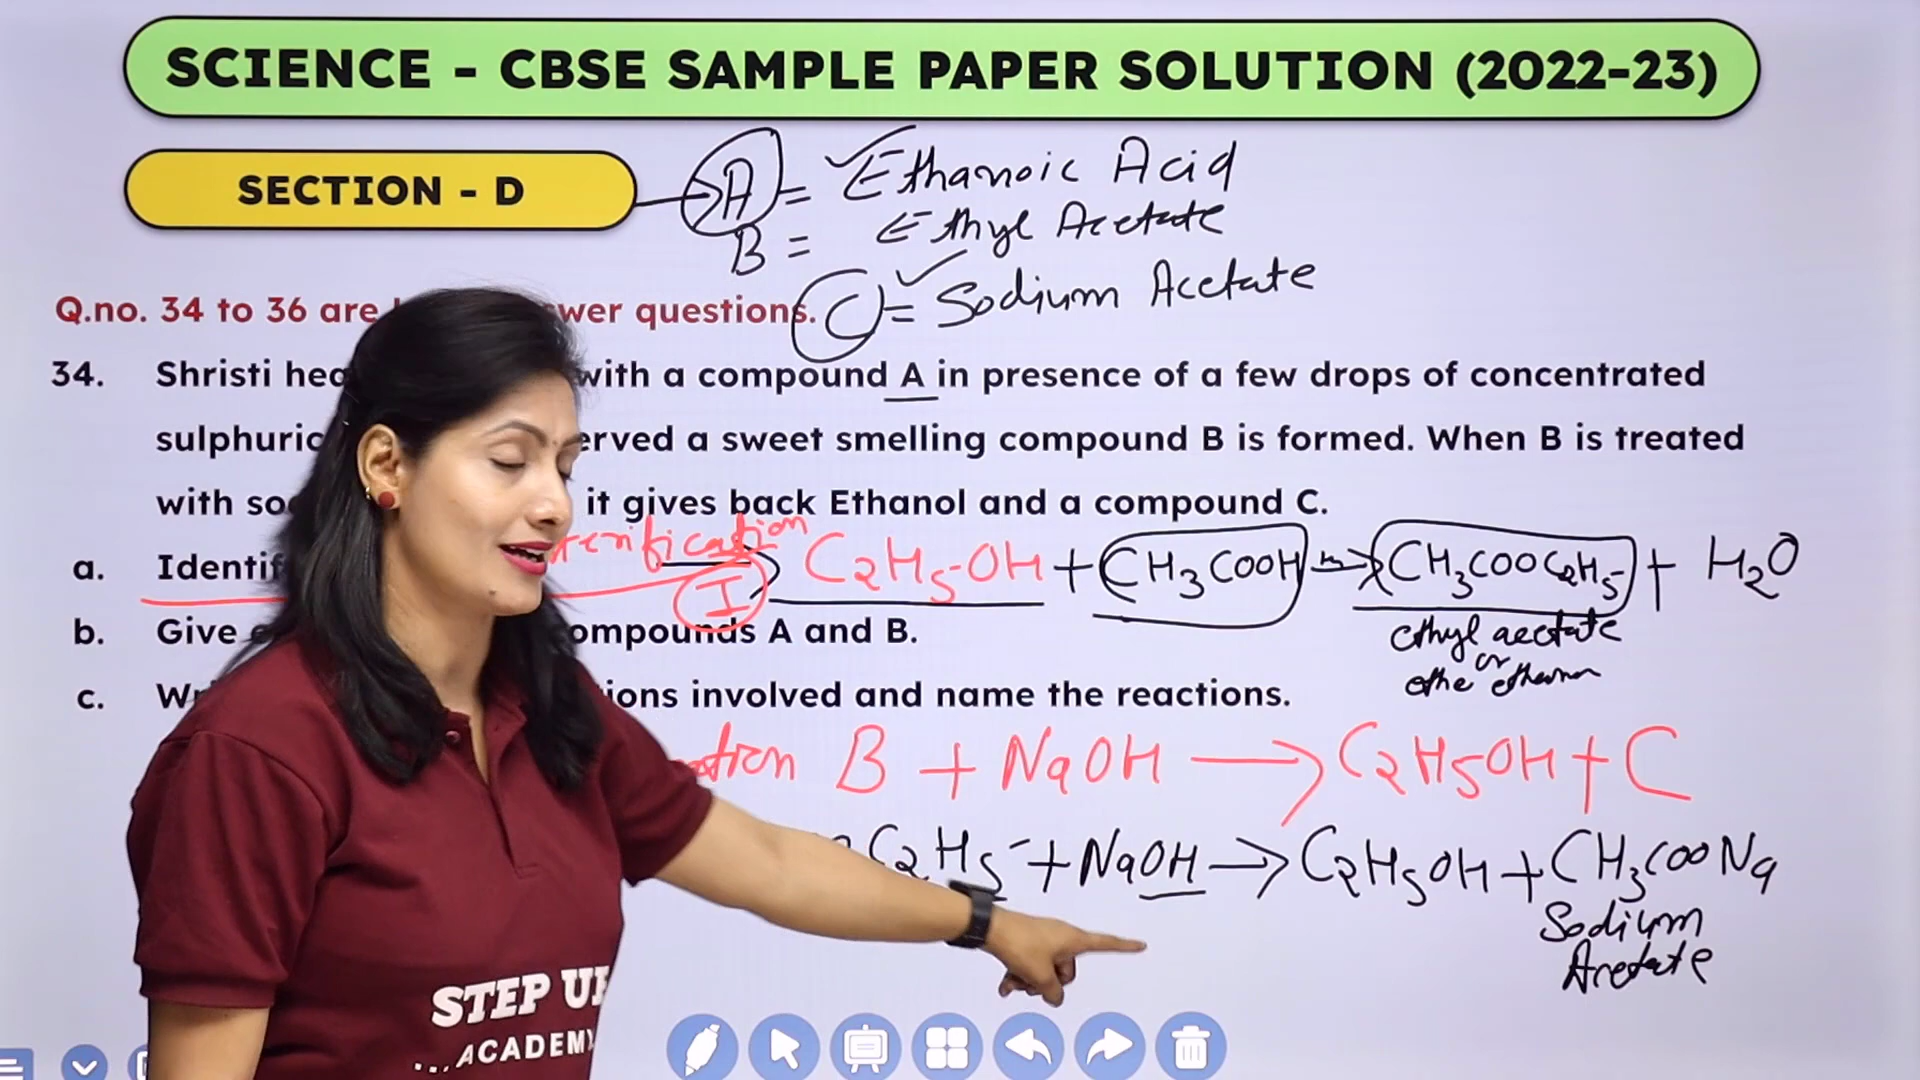 SCIENCE - CBSE SAMPLE PAPER SOLUTION (2022-23)
SECTION - D
A = Ethanoic Acid
B = Ethyl Acetate
C = Sodium Acetate
Q.no. 34 to 36 are wer questions.
34. Shristi hea with a compound A in presence of a few drops of concentrated
sulphuric erved a sweet smelling compound B is formed. When B is treated
with so it gives back Ethanol and a compound C.
terification
a. Identif I C2H5-OH + CH3COOH → CH3COOC2H5 + H2O
b. Give ompounds A and B.
ethyl acetate
or
c. W ions involved and name the reactions.
ation B + NaOH → C2H5OH + C
C2H5 + NaOH → C2H5OH + CH3COONa
Sodium
Acetate
STEP UP
...ACADEMY